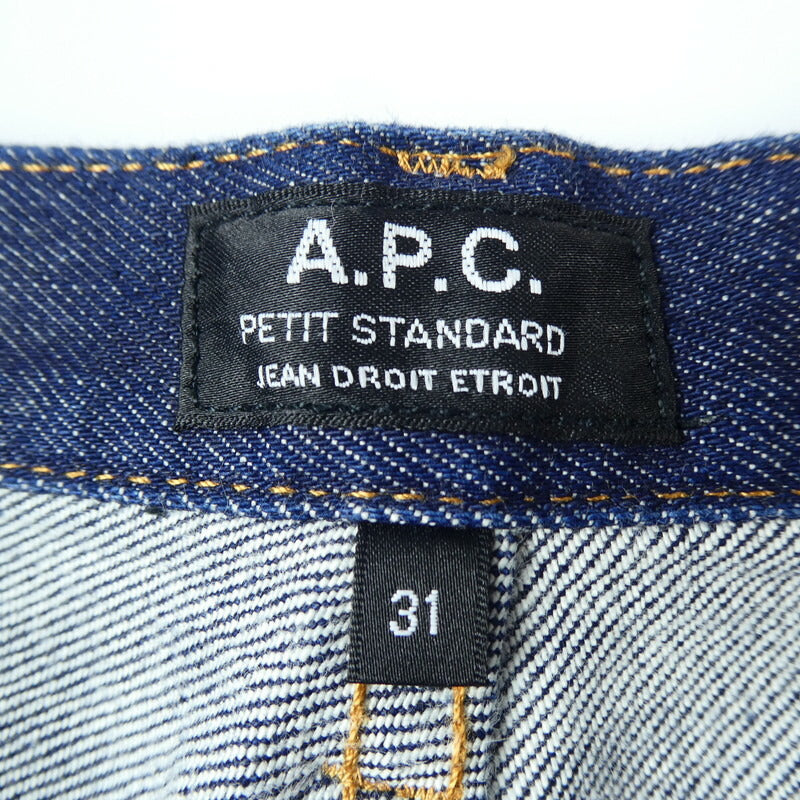 A.P.C.
PETIT STANDARD
JEAN DROIT ETROIT
31